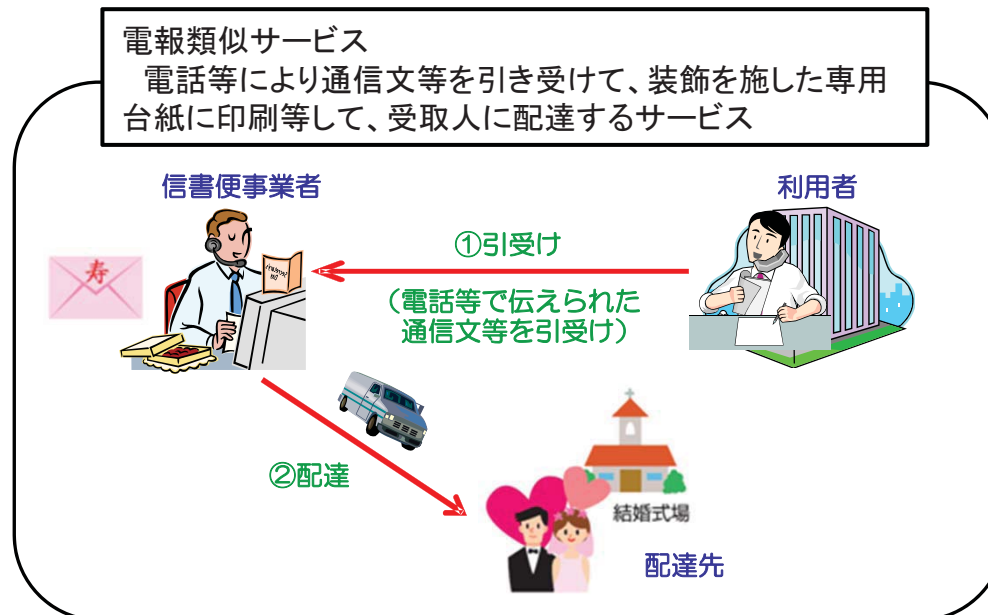 電報類似サービス
電話等により通信文等を引き受けて、装飾を施した専用
台紙に印刷等して、受取人に配達するサービス
信書便事業者
利用者
寿
①引受け
（電話等で伝えられた
通信文等を引受け）
②配達
結婚式場
配達先